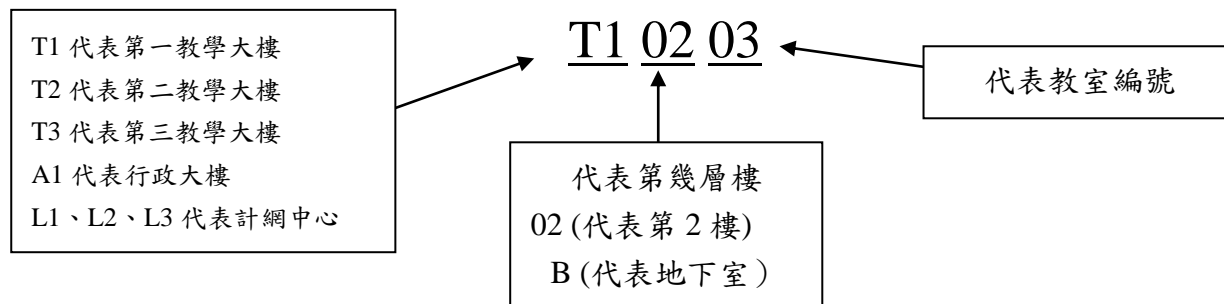 T1 02 03
T1 代表第一教學大樓
T2 代表第二教學大樓
T3 代表第三教學大樓
A1 代表行政大樓
L1、L2、L3 代表計網中心
代表教室編號
代表第幾層樓
02 (代表第 2 樓)
B (代表地下室）